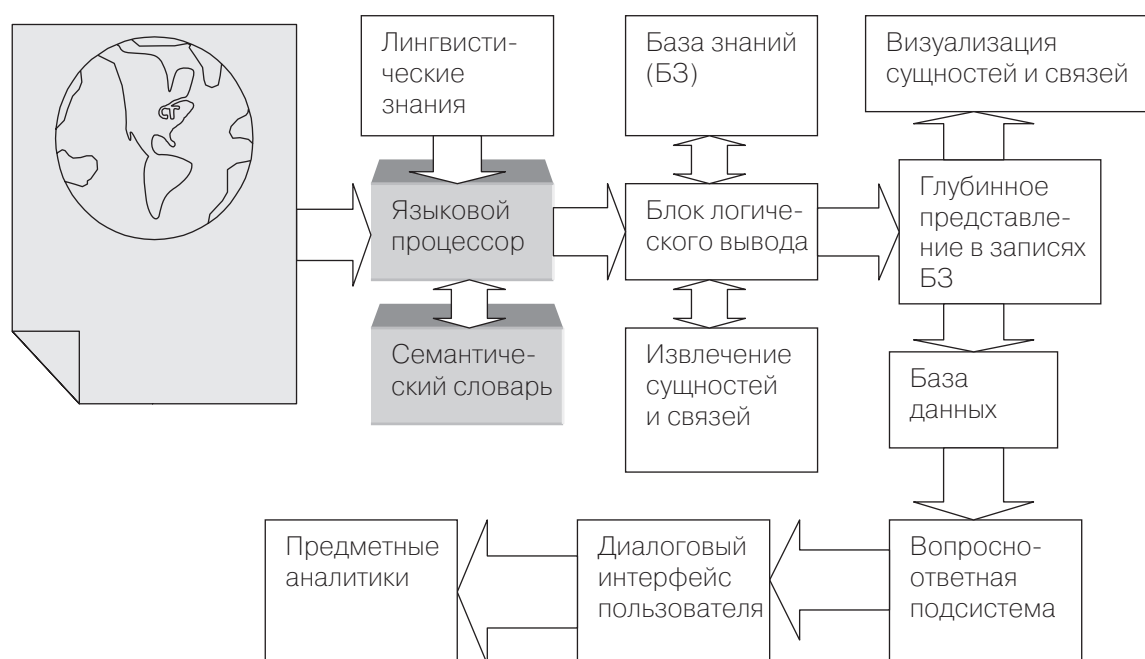 Лингвисти-
ческие
знания
База знаний
(БЗ)
Визуализация
сущностей и связей
Языковой
процессор
Блок логиче-
ского вывода
Глубинное
представле-
ние в записях
БЗ
Семантиче-
ский словарь
Извлечение
сущностей
и связей
База
данных
Предметные
аналитики
Диалоговый
интерфейс
пользователя
Вопросно-
ответная
подсистема